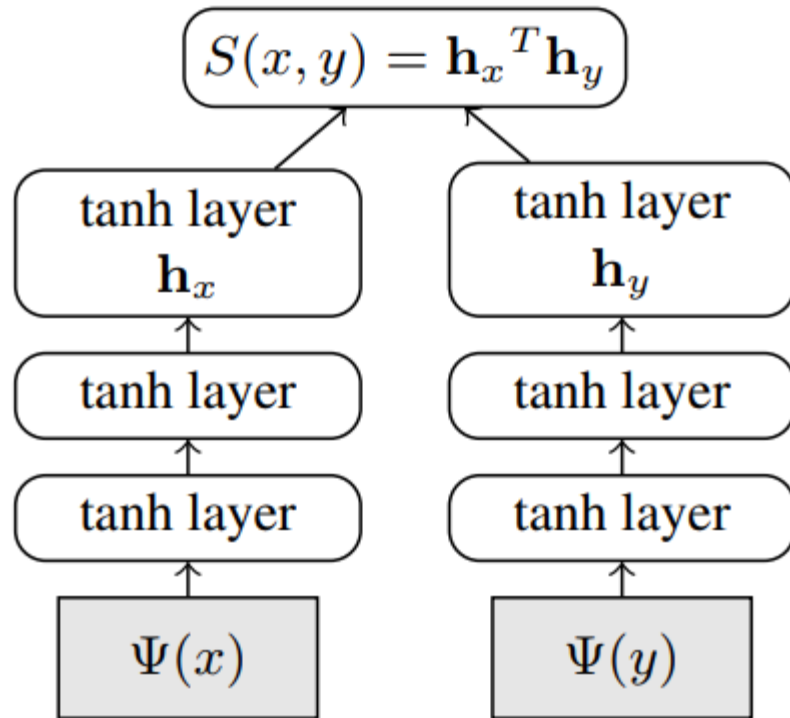 S(x, y) = h_x^T h_y
tanh layer
h_x
tanh layer
h_y
tanh layer
tanh layer
tanh layer
tanh layer
Ψ(x)
Ψ(y)